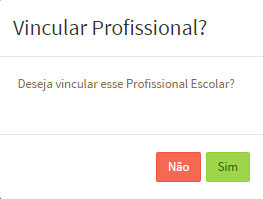 Vincular Profissional?
Deseja vincular esse Profissional Escolar?
Não Sim